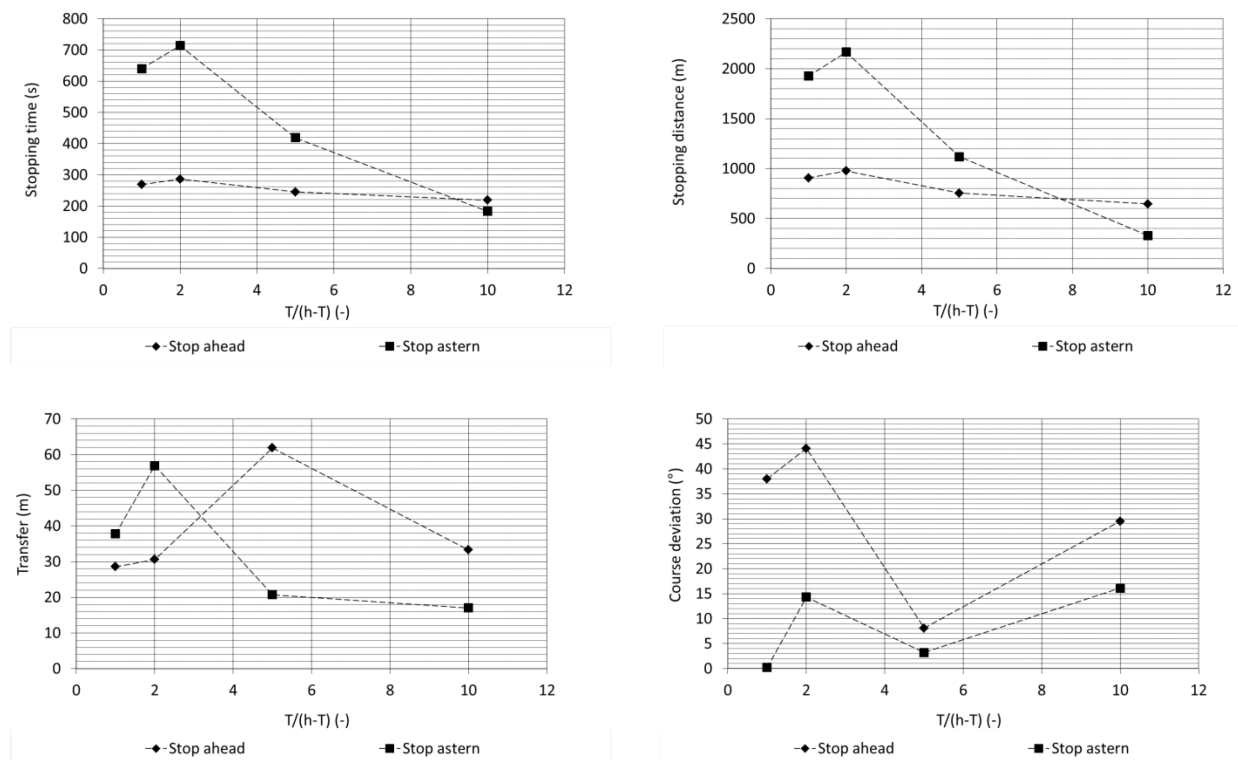 Stopping time (s)
800
700
600
500
400
300
200
100
0
0 2 4 6 8 10 12
T/(h-T) (-)
Stop ahead Stop astern
Stopping distance (m)
2500
2000
1500
1000
500
0
0 2 4 6 8 10 12
T/(h-T) (-)
Stop ahead Stop astern
Transfer (m)
70
60
50
40
30
20
10
0
0 2 4 6 8 10 12
T/(h-T) (-)
Stop ahead Stop astern
Course deviation (°)
50
45
40
35
30
25
20
15
10
5
0
0 2 4 6 8 10 12
T/(h-T) (-)
Stop ahead Stop astern